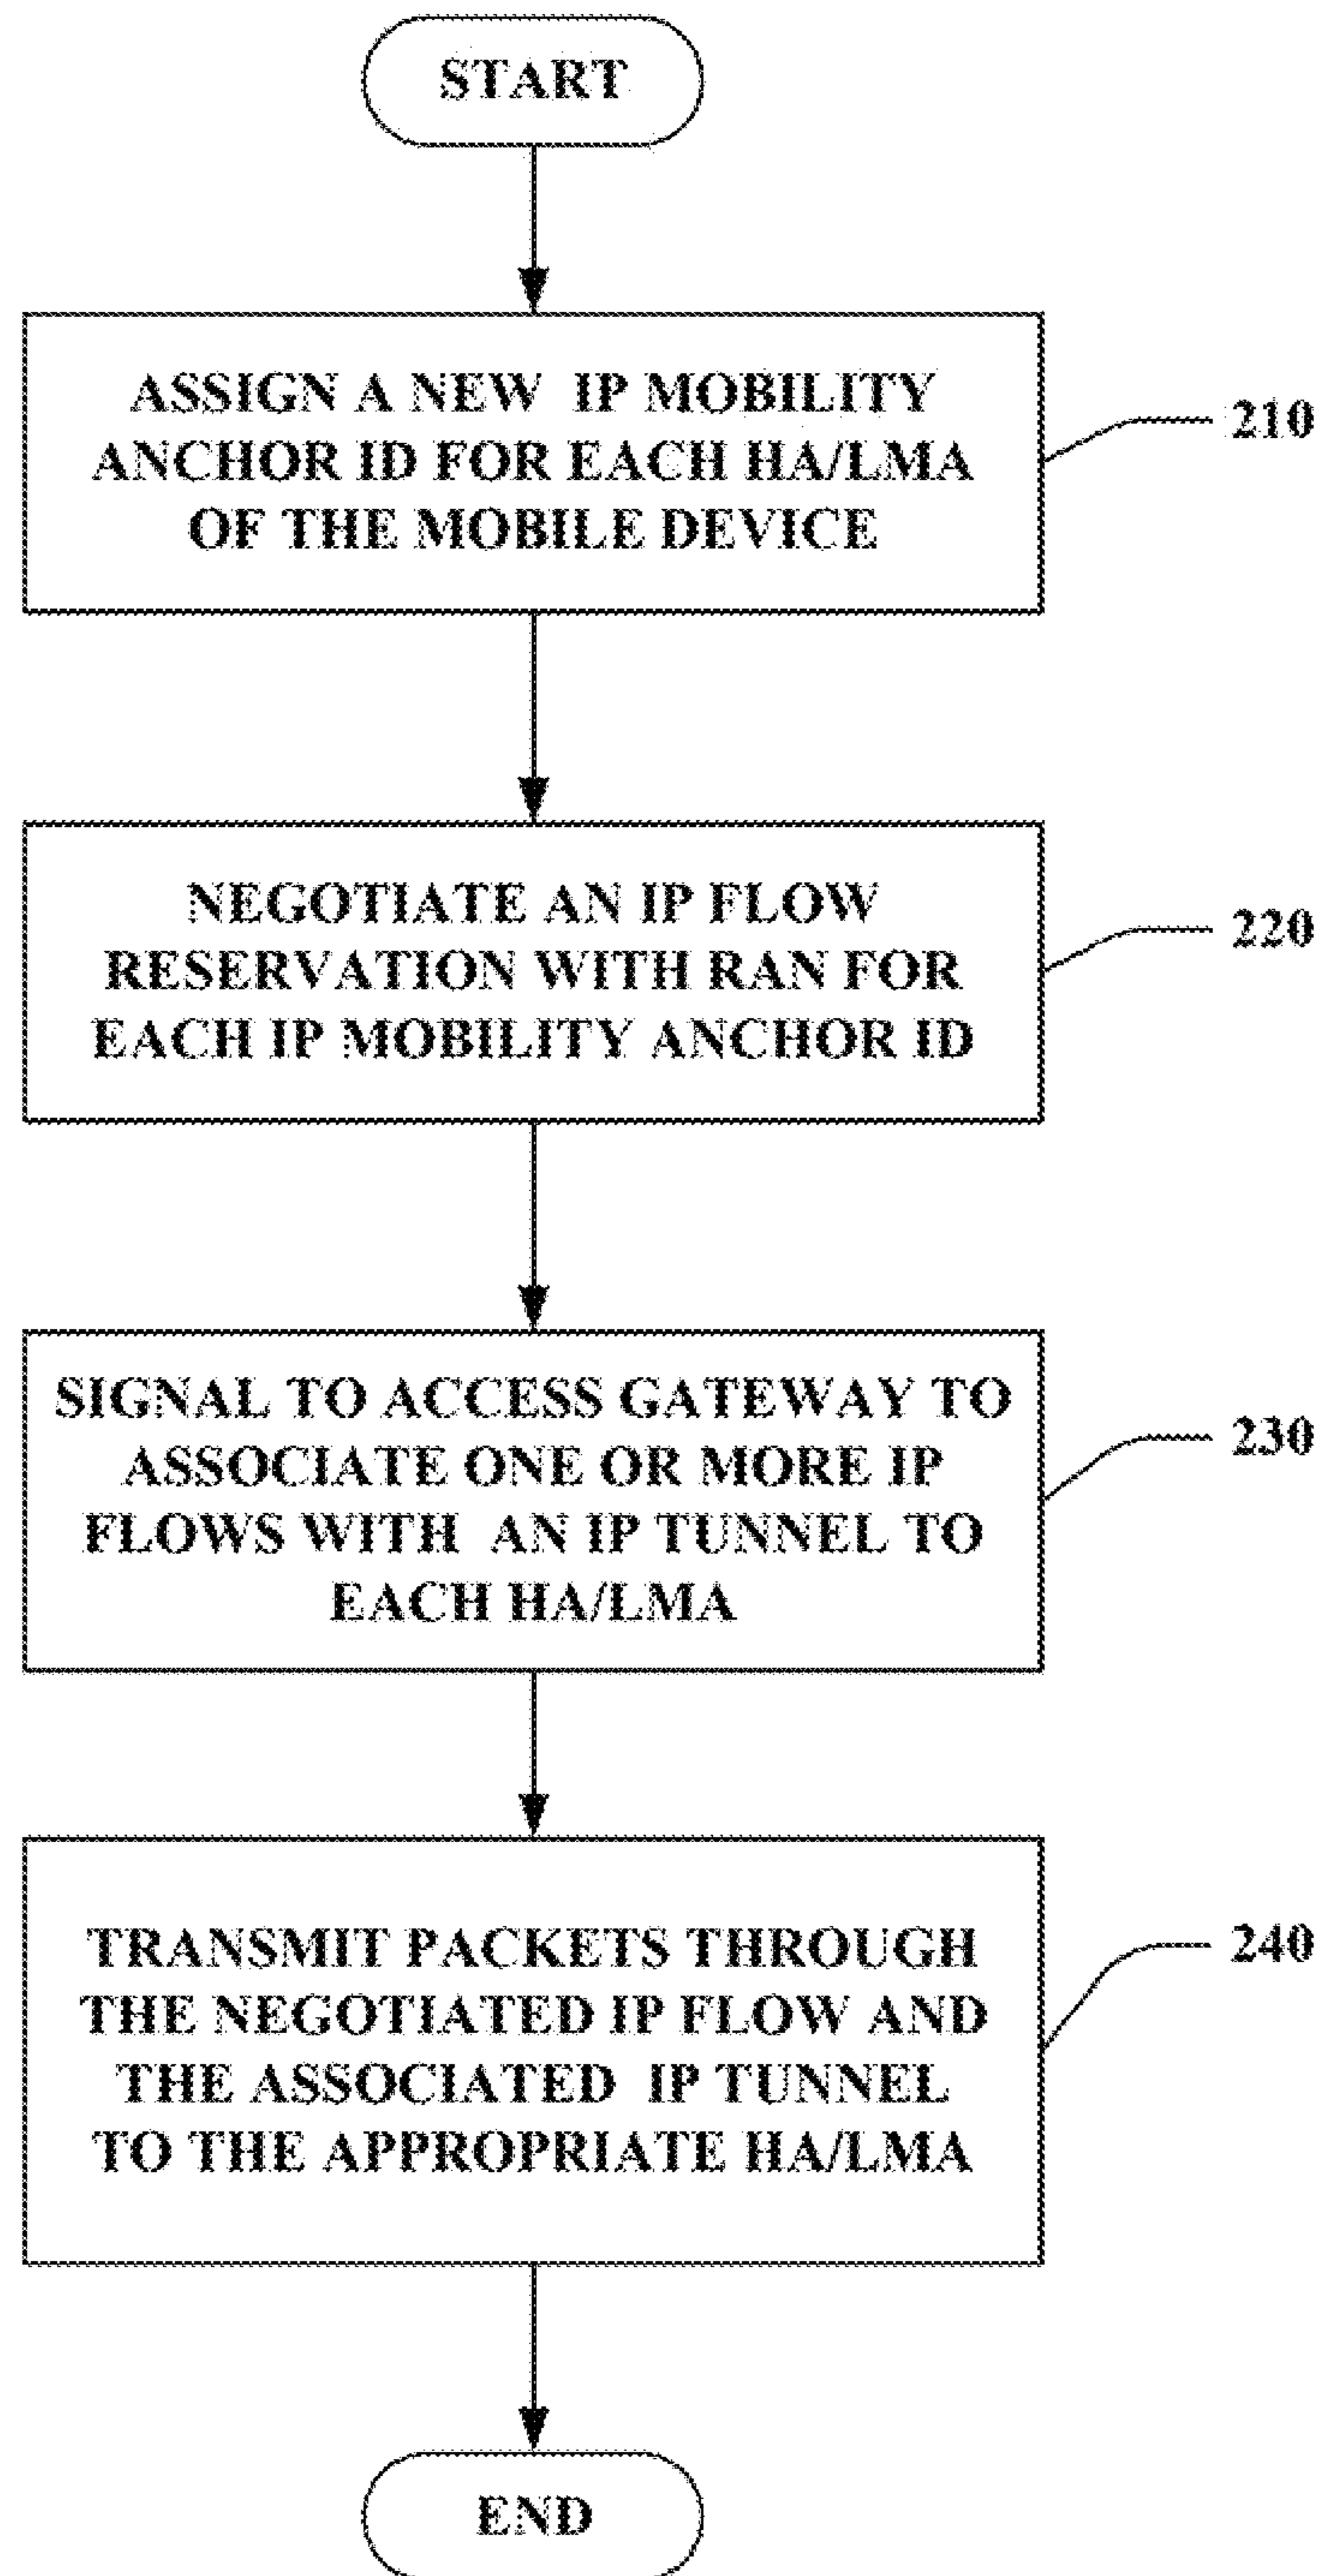 START
ASSIGN A NEW IP MOBILITY
ANCHOR ID FOR EACH HA/LMA
OF THE MOBILE DEVICE
210
NEGOTIATE AN IP FLOW
RESERVATION WITH RAN FOR
EACH IP MOBILITY ANCHOR ID
220
SIGNAL TO ACCESS GATEWAY TO
ASSOCIATE ONE OR MORE IP
FLOWS WITH AN IP TUNNEL TO
EACH HA/LMA
230
TRANSMIT PACKETS THROUGH
THE NEGOTIATED IP FLOW AND
THE ASSOCIATED IP TUNNEL
TO THE APPROPRIATE HA/LMA
240
END